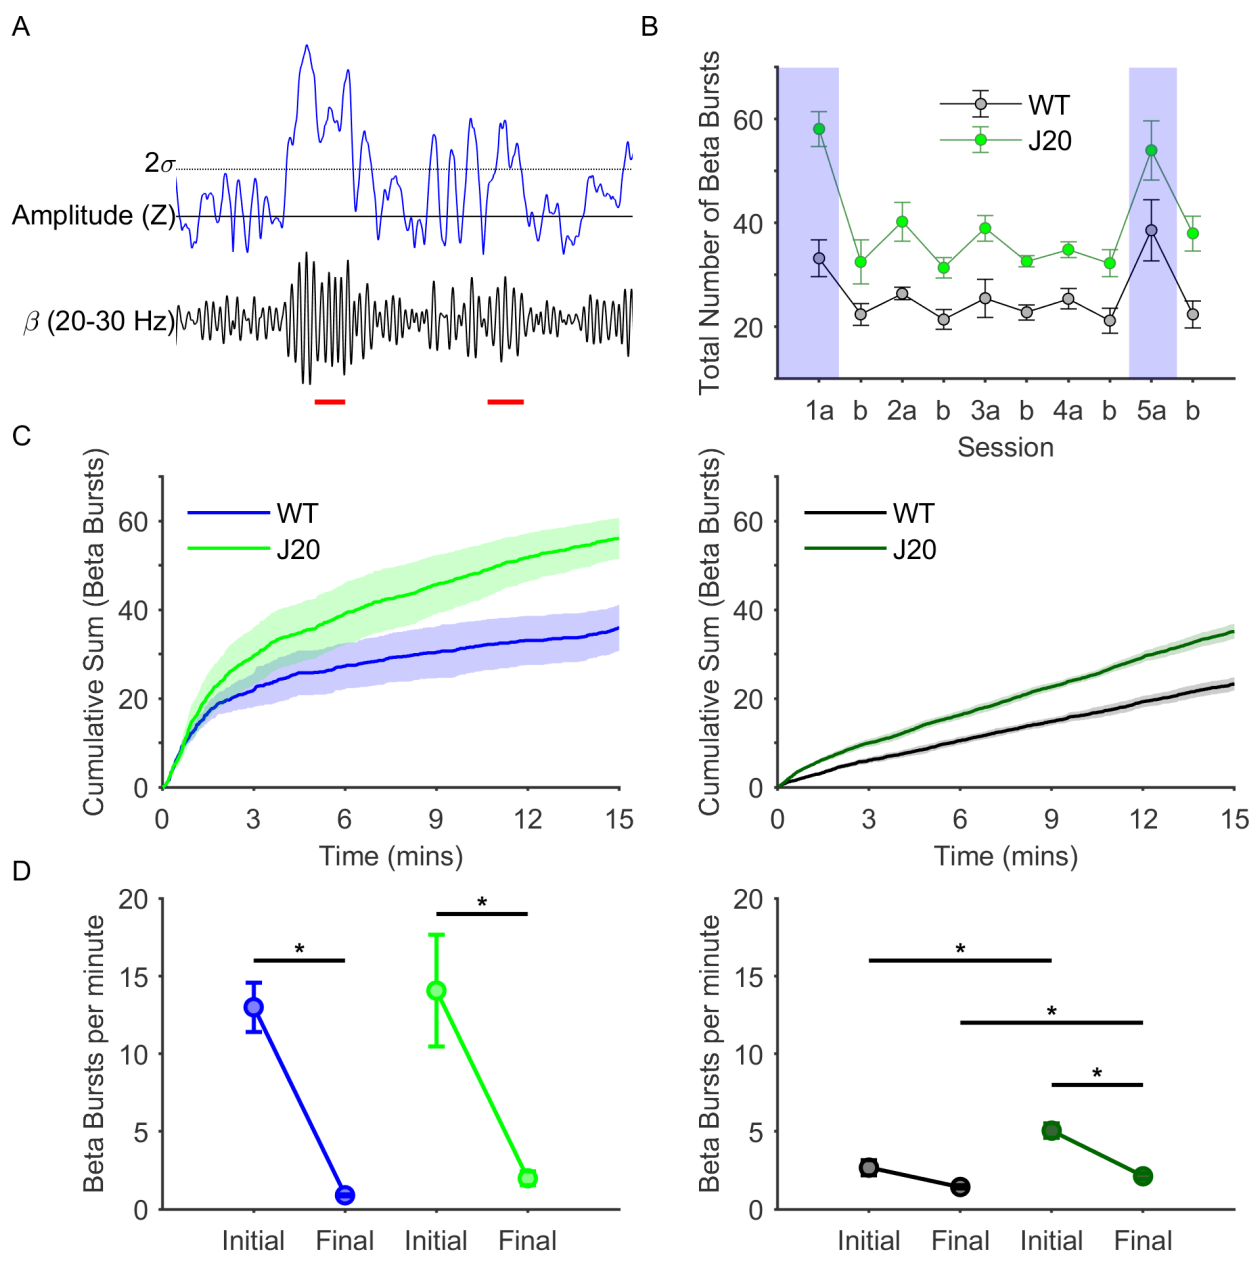 A
2σ
Amplitude (Z)
β (20-30 Hz)
B
Total Number of Beta Bursts
60
40
20
WT
J20
1a b 2a b 3a b 4a b 5a b
Session
C
Cumulative Sum (Beta Bursts)
60
40
20
0
WT
J20
0 3 6 9 12 15
Time (mins)
Cumulative Sum (Beta Bursts)
60
40
20
0
WT
J20
0 3 6 9 12 15
Time (mins)
D
Beta Bursts per minute
20
15
10
5
0
*
*
Initial Final Initial Final
Beta Bursts per minute
20
15
10
5
0
*
*
*
Initial Final Initial Final